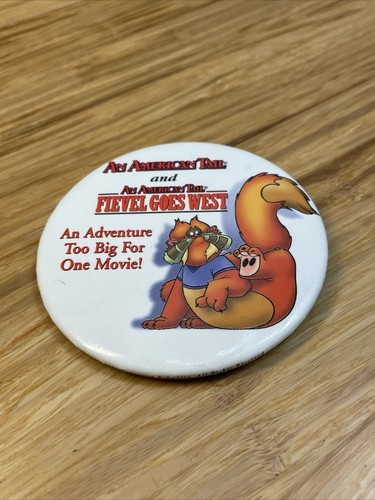 AN AMERICAN TAIL
and
AN AMERICAN TAIL
FIEVEL GOES WEST
An Adventure
Too Big For
One Movie!